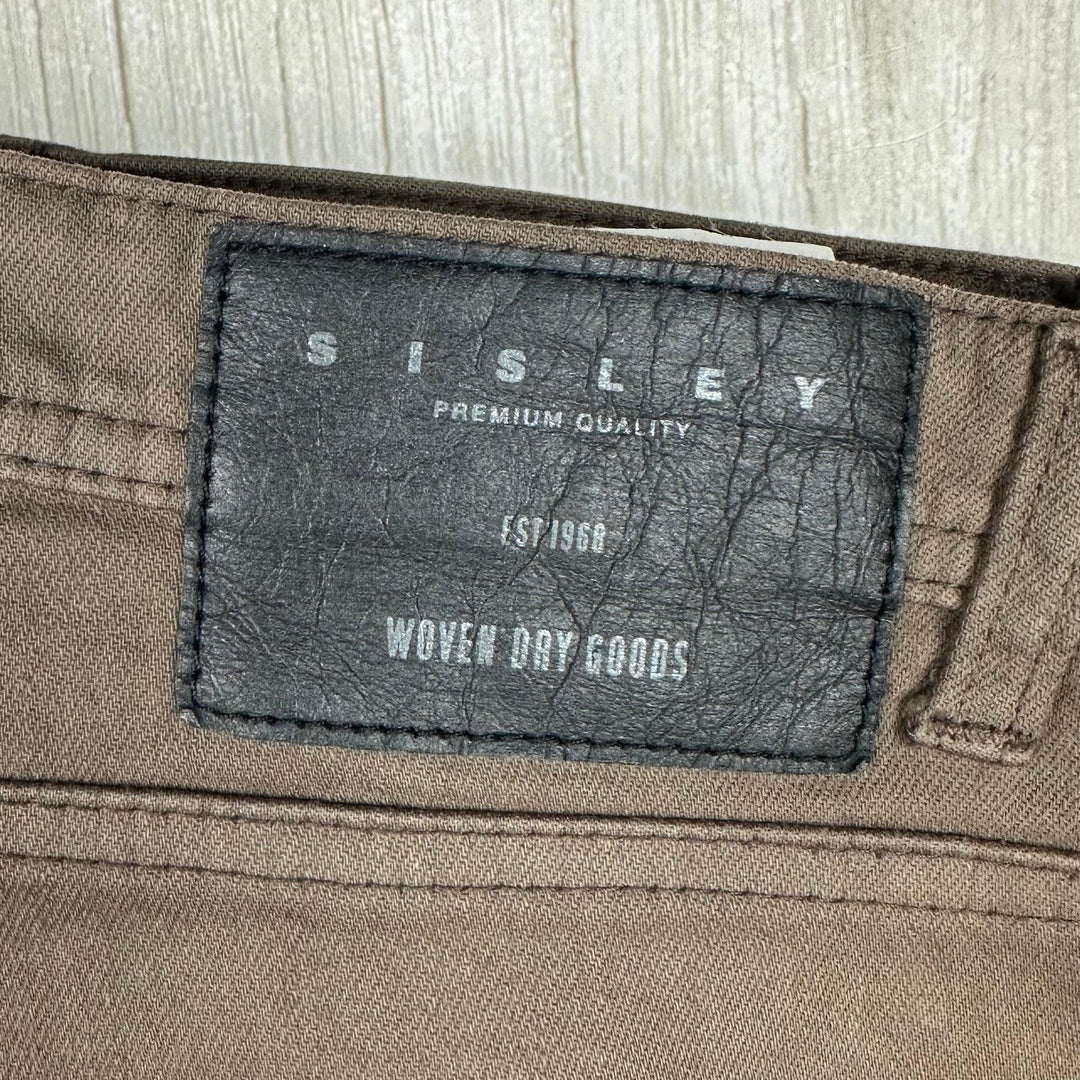 SISLEY
PREMIUM QUALITY
EST 1968
WOVEN DRY GOODS